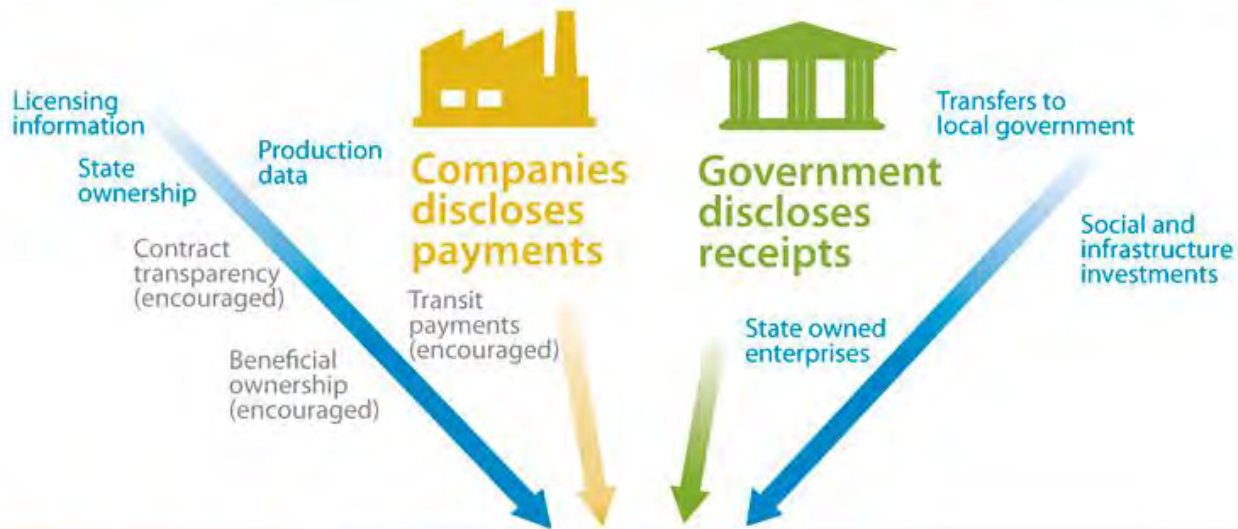 Licensing
information
State
ownership
Production
data
Contract
transparency
(encouraged)
Beneficial
ownership
(encouraged)
Companies
discloses
payments
Transit
payments
(encouraged)
Government
discloses
receipts
State owned
enterprises
Transfers to
local government
Social and
infrastructure
investments